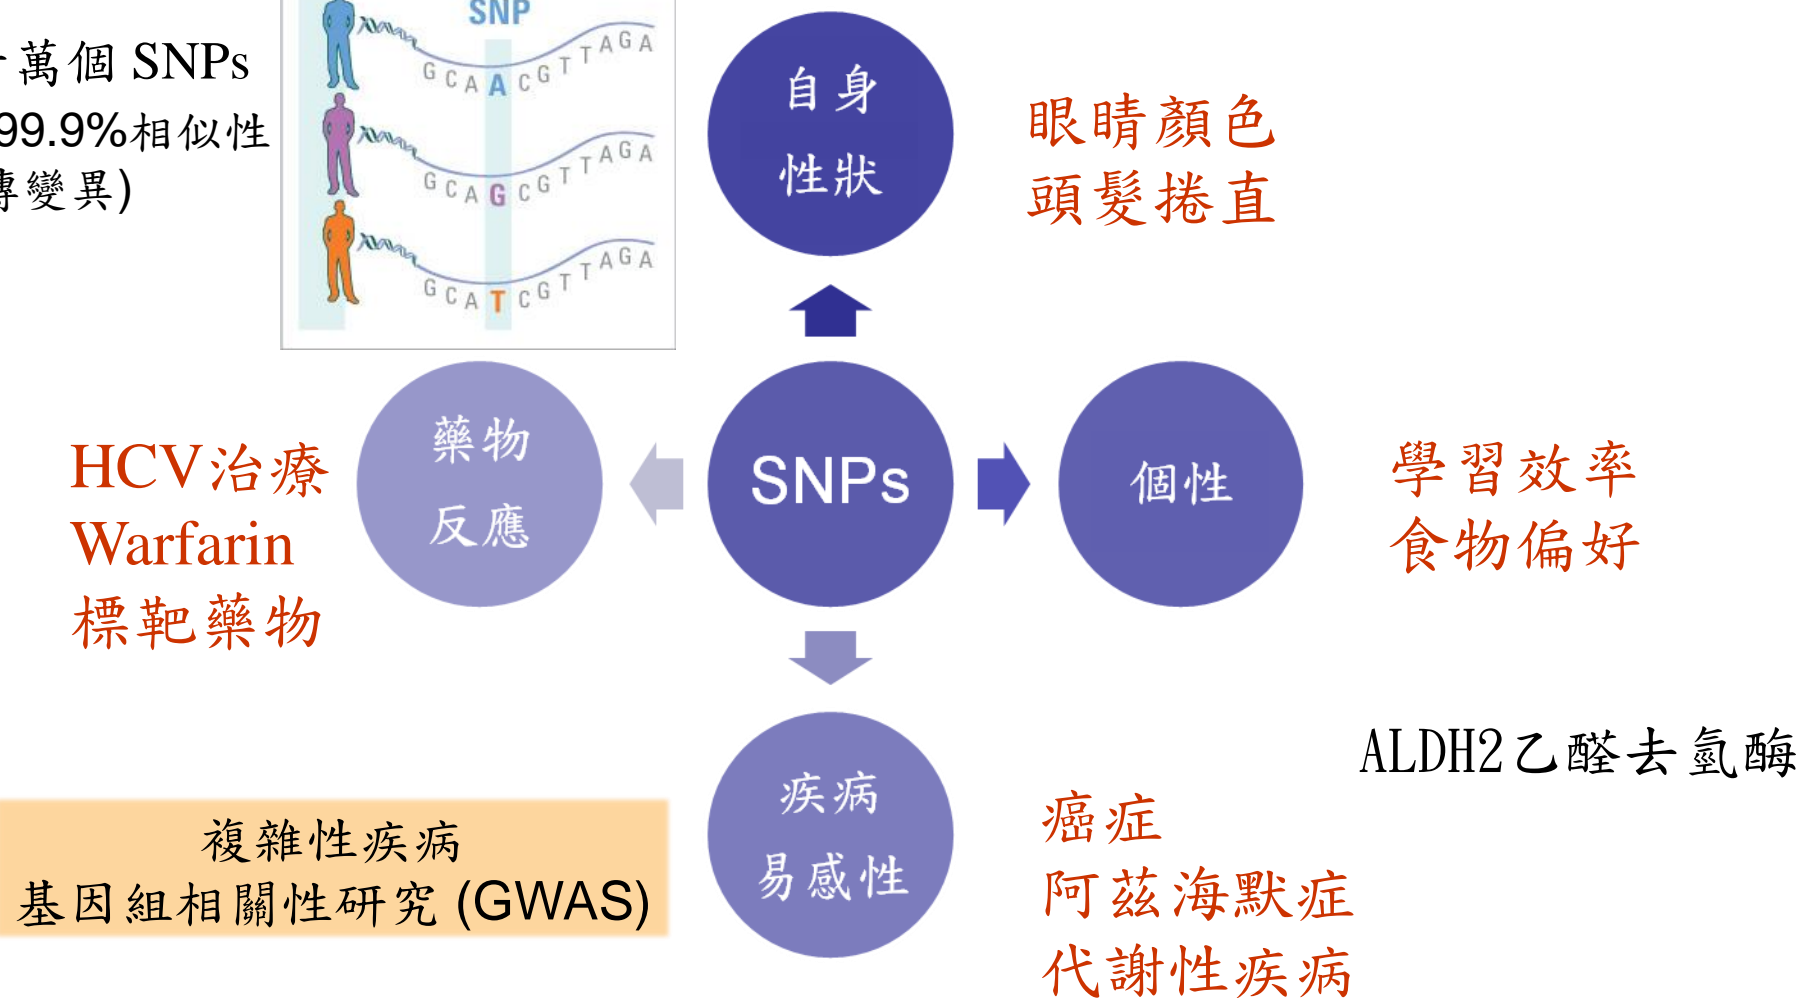 萬個 SNPs
99.9%相似性
變異)
SNP
GCAACGTTAGA
GCAGCGTTAGA
GCATCGTTAGA
自身
性狀
眼睛顏色
頭髮捲直
藥物
反應
HCV治療
Warfarin
標靶藥物
SNPs
個性
學習效率
食物偏好
疾病
易感性
ALDH2乙醛去氫酶
癌症
阿茲海默症
代謝性疾病
複雜性疾病
基因組相關性研究 (GWAS)